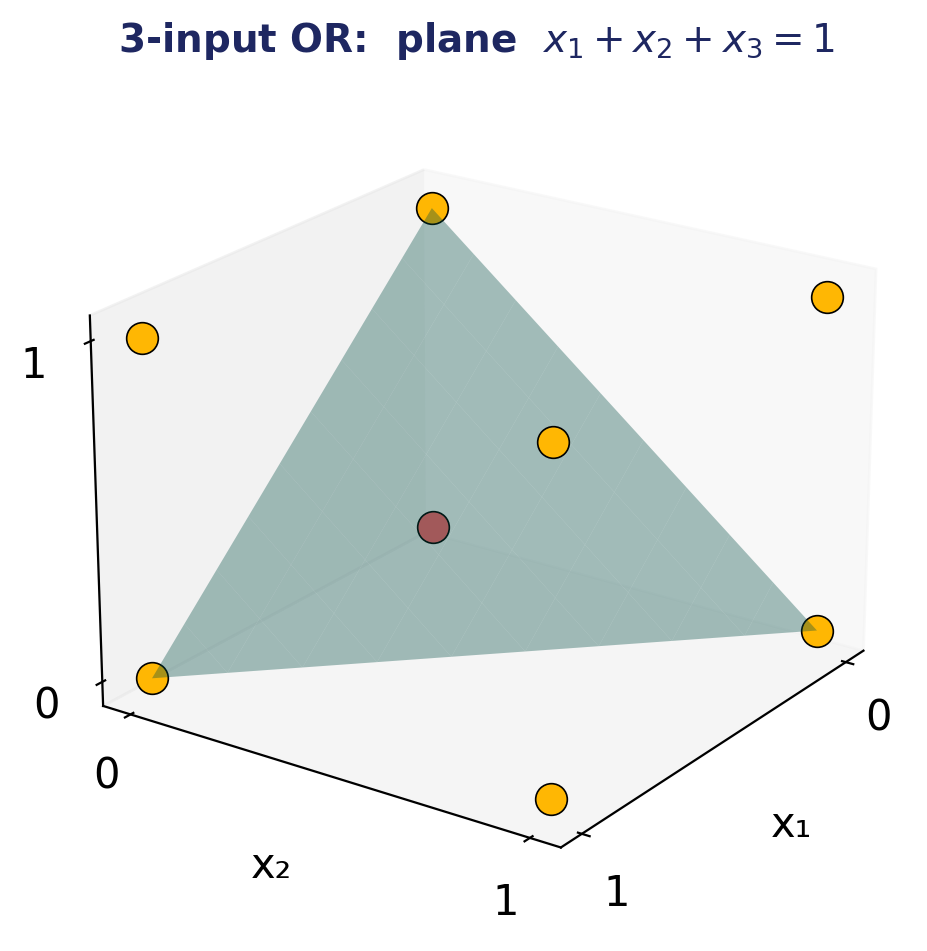 3-input OR: plane x₁ + x₂ + x₃ = 1
1
0
0
x₂
1
1
x₁
0